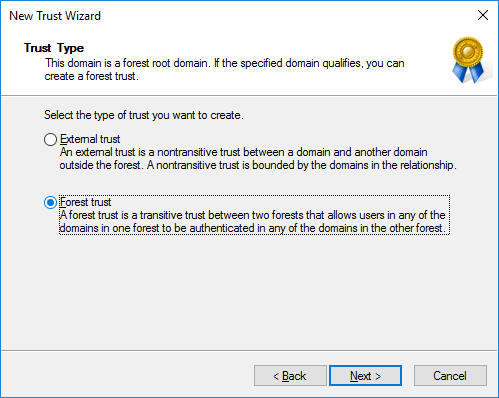 New Trust Wizard
Trust Type
This domain is a forest root domain. If the specified domain qualifies, you can
create a forest trust.
Select the type of trust you want to create.
External trust
An external trust is a nontransitive trust between a domain and another domain
outside the forest. A nontransitive trust is bounded by the domains in the relationship.
Forest trust
A forest trust is a transitive trust between two forests that allows users in any of the
domains in one forest to be authenticated in any of the domains in the other forest.
< Back Next > Cancel